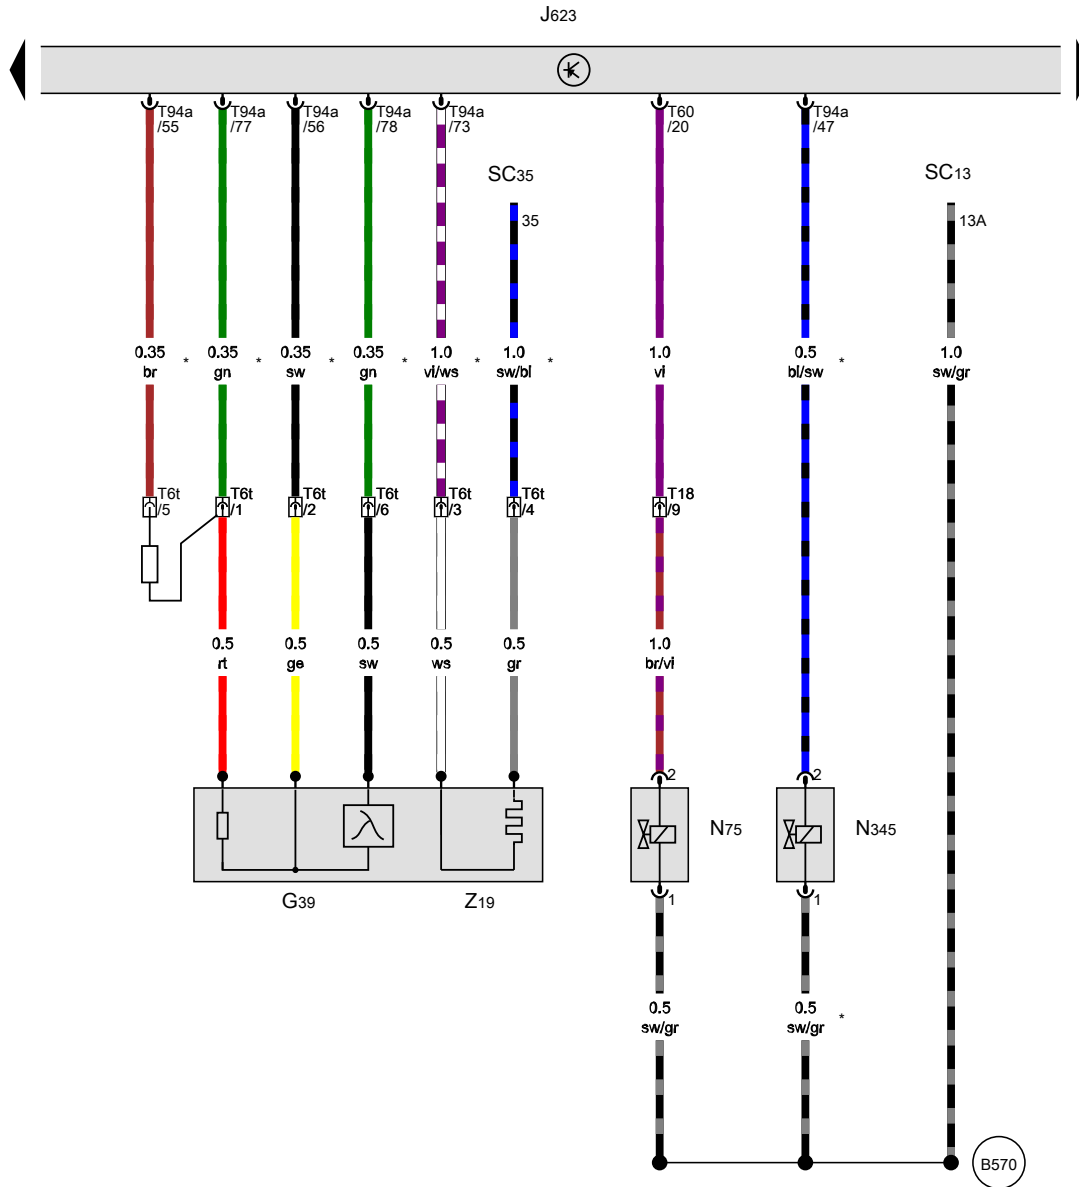 J623
T94a
/55
T94a
/77
T94a
/56
T94a
/78
T94a
/73
T60
/20
T94a
/47
SC35
35
SC13
13A
0.35
br
*
0.35
gn
*
0.35
sw
*
0.35
gn
*
1.0
vi/ws
*
1.0
sw/bl
*
1.0
vi
0.5
bl/sw
*
1.0
sw/gr
T6t
/5
T6t
/1
T6t
/2
T6t
/6
T6t
/3
T6t
/4
T18
/9
0.5
rt
0.5
ge
0.5
sw
0.5
ws
0.5
gr
1.0
br/vi
2
2
N75
N345
G39
Z19
1
1
0.5
sw/gr
0.5
sw/gr
*
B570